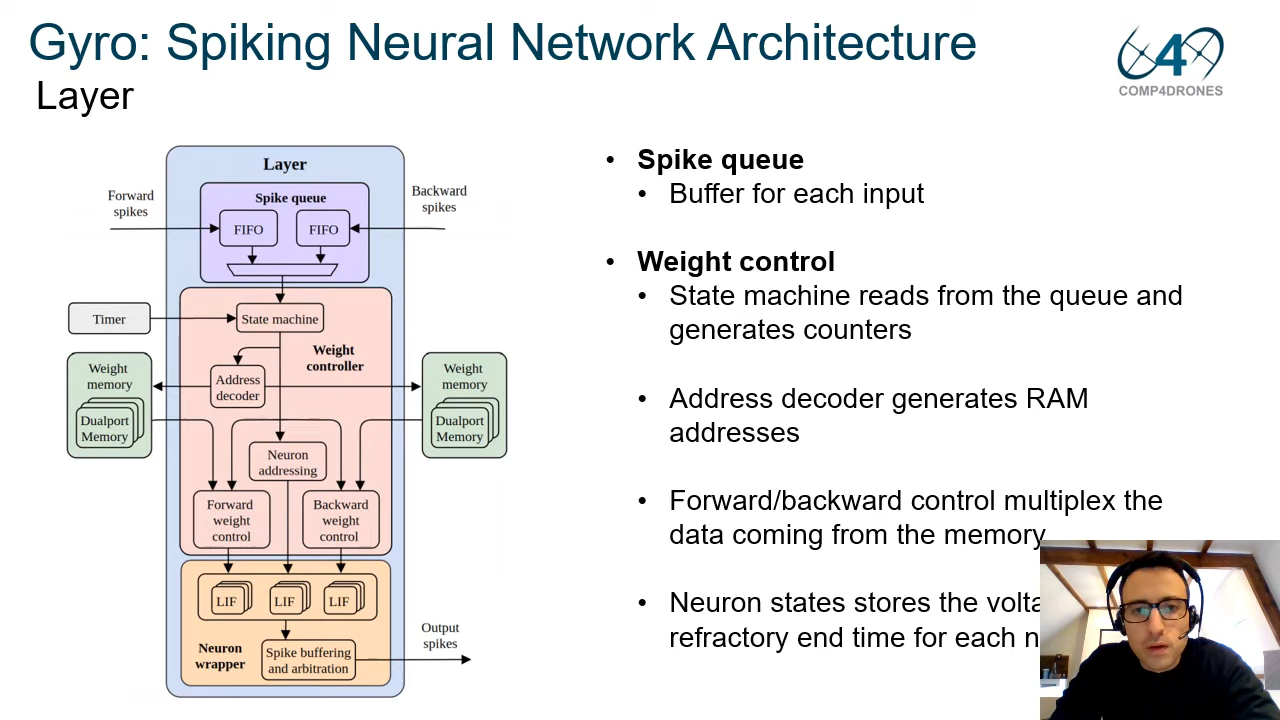 Gyro: Spiking Neural Network Architecture
Layer
COMP4DRONES
Layer
Spike queue
Forward
spikes
Backward
spikes
FIFO
FIFO
Timer
State machine
Weight
controller
Weight
memory
Dualport
Memory
Address
decoder
Weight
memory
Dualport
Memory
Neuron
addressing
Forward
weight
control
Backward
weight
control
LIF
LIF
LIF
Neuron
wrapper
Spike buffering
and arbitration
Output
spikes
• Spike queue
• Buffer for each input
• Weight control
• State machine reads from the queue and
generates counters
• Address decoder generates RAM
addresses
• Forward/backward control multiplex the
data coming from the memory
• Neuron states stores the
refractory end time for each